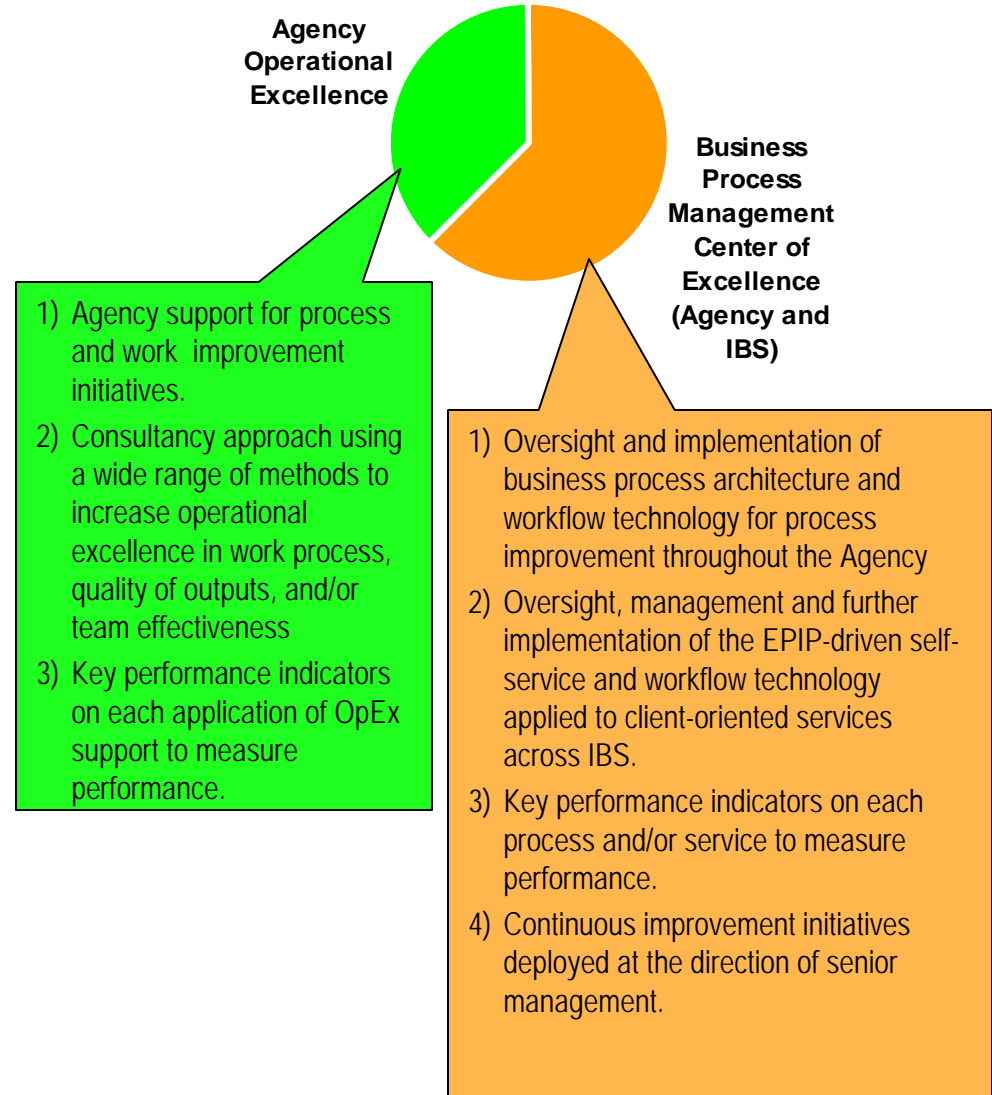 Agency
Operational
Excellence
Business
Process
Management
Center of
Excellence
(Agency and
IBS)
1) Agency support for process
and work improvement
initiatives.
2) Consultancy approach using
a wide range of methods to
increase operational
excellence in work process,
quality of outputs, and/or
team effectiveness
3) Key performance indicators
on each application of OpEx
support to measure
performance.
1) Oversight and implementation of
business process architecture and
workflow technology for process
improvement throughout the Agency
2) Oversight, management and further
implementation of the EPIP-driven self-
service and workflow technology
applied to client-oriented services
across IBS.
3) Key performance indicators on each
process and/or service to measure
performance.
4) Continuous improvement initiatives
deployed at the direction of senior
management.